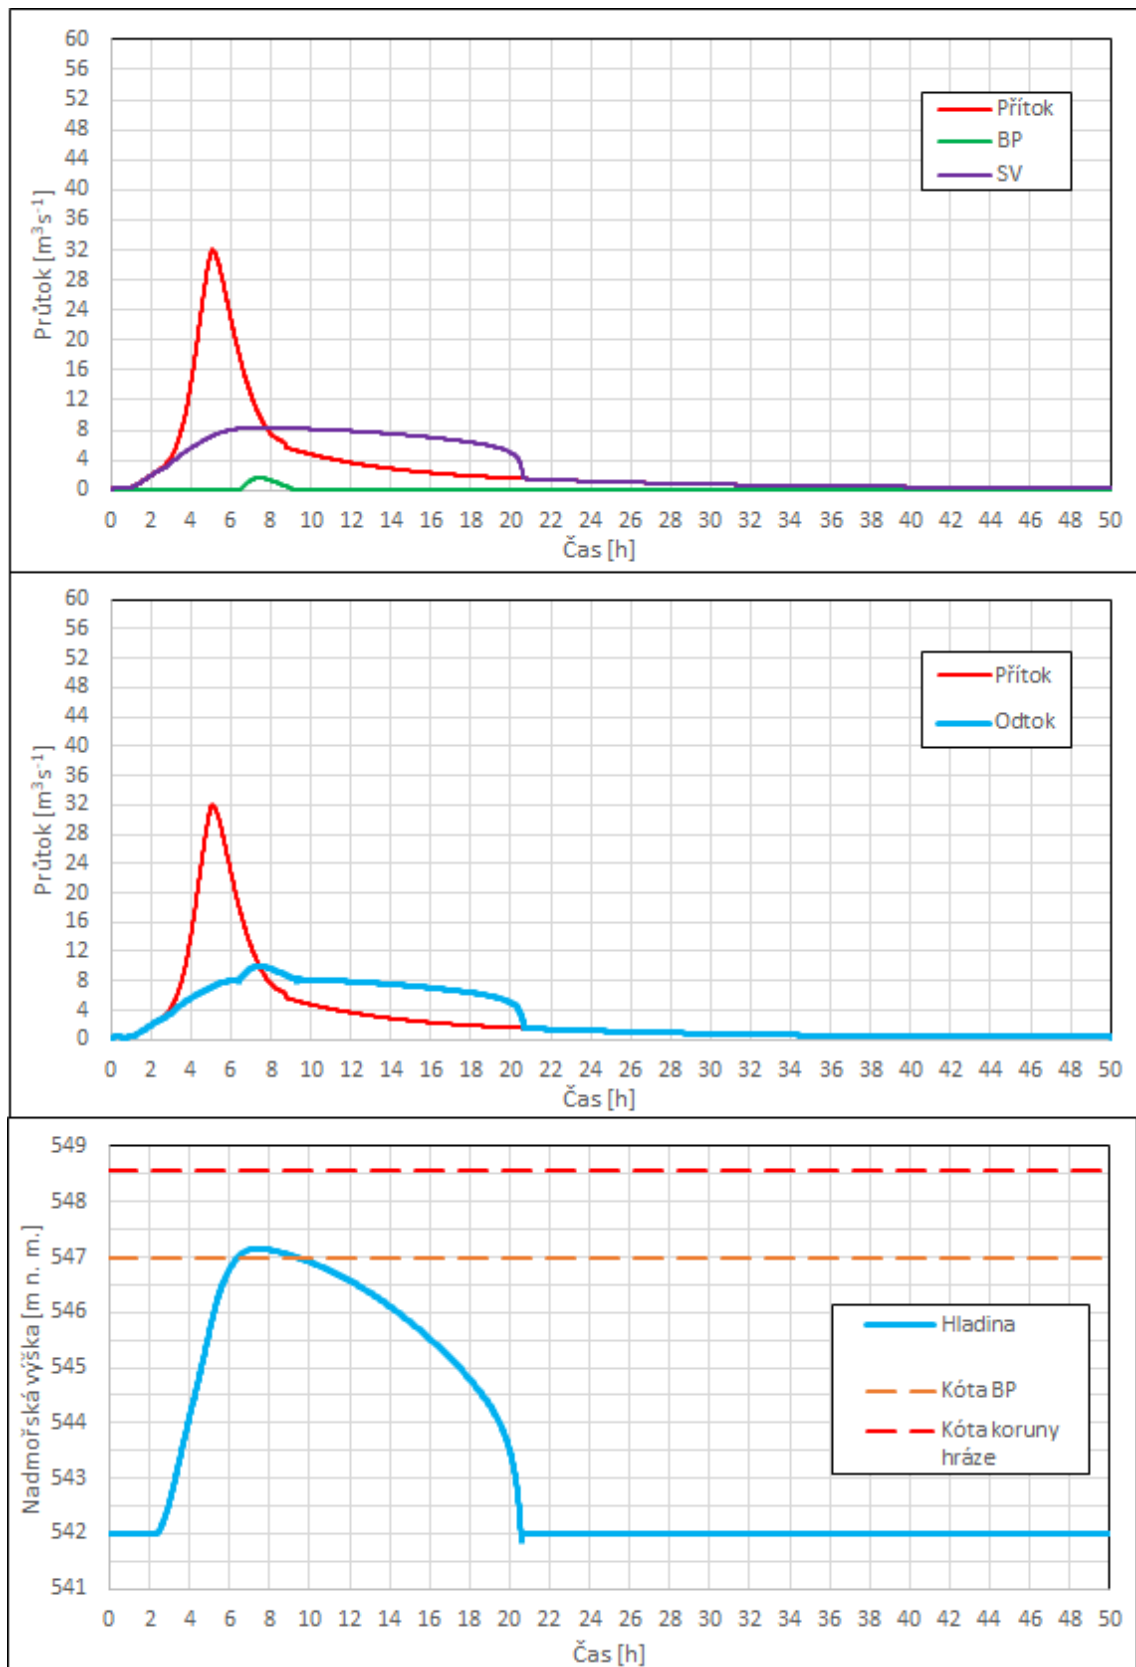 60
56
52
48
44
40
36
32
28
24
20
16
12
8
4
0
Průtok [m³s⁻¹]
Přítok
BP
SV
0 2 4 6 8 10 12 14 16 18 20 22 24 26 28 30 32 34 36 38 40 42 44 46 48 50
Čas [h]
60
56
52
48
44
40
36
32
28
24
20
16
12
8
4
0
Průtok [m³s⁻¹]
Přítok
Odtok
0 2 4 6 8 10 12 14 16 18 20 22 24 26 28 30 32 34 36 38 40 42 44 46 48 50
Čas [h]
549
548
547
546
545
544
543
542
541
Nadmořská výška [m n. m.]
Hladina
Kóta BP
Kóta koruny
hráze
0 2 4 6 8 10 12 14 16 18 20 22 24 26 28 30 32 34 36 38 40 42 44 46 48 50
Čas [h]